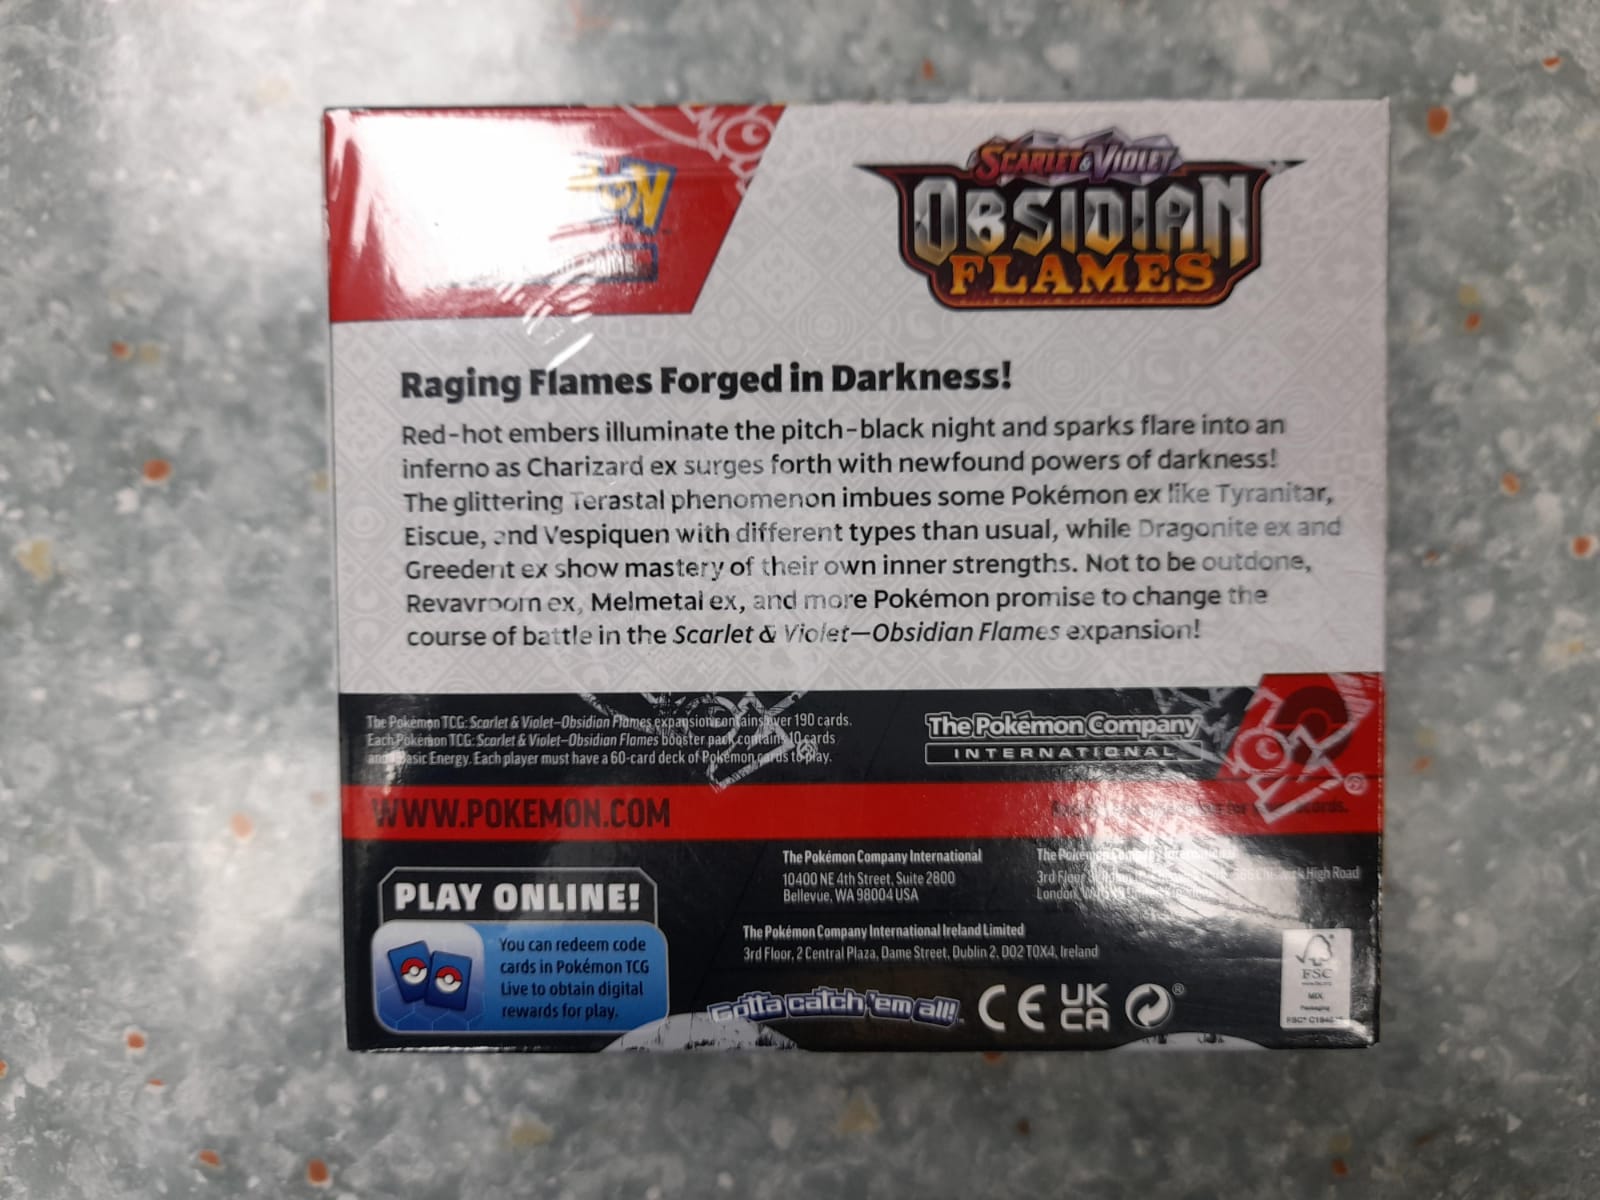 SCARLET & VIOLET
OBSIDIAN
FLAMES
Raging Flames Forged in Darkness!
Red-hot embers illuminate the pitch-black night and sparks flare into an
inferno as Charizard ex surges forth with newfound powers of darkness!
The glittering Terastal phenomenon imbues some Pokémon ex like Tyranitar,
Eiscue, and Vespiquen with different types than usual, while Dragonite ex and
Greedent ex show mastery of their own inner strengths. Not to be outdone,
Revavroom ex, Melmetal ex, and more Pokémon promise to change the
course of battle in the Scarlet & Violet—Obsidian Flames expansion!
The Pokémon TCG: Scarlet & Violet—Obsidian Flames expansion contains over 190 cards.
Each Pokémon TCG: Scarlet & Violet—Obsidian Flames booster pack contains 10 cards
and 1 Basic Energy. Each player must have a 60-card deck of Pokémon cards to play.
The Pokémon Company
INTERNATIONAL
WWW.POKEMON.COM
The Pokémon Company International
10400 NE 4th Street, Suite 2800
Bellevue, WA 98004 USA
The Pokémon Company International
3rd Floor Chiswick High Road
London,
The Pokémon Company International Ireland Limited
3rd Floor, 2 Central Plaza, Dame Street, Dublin 2, D02 T0X4, Ireland
PLAY ONLINE!
You can redeem code
cards in Pokémon TCG
Live to obtain digital
rewards for play.
Gotta catch 'em all!
CE
UK
CA
®
FSC
MIX
Packaging